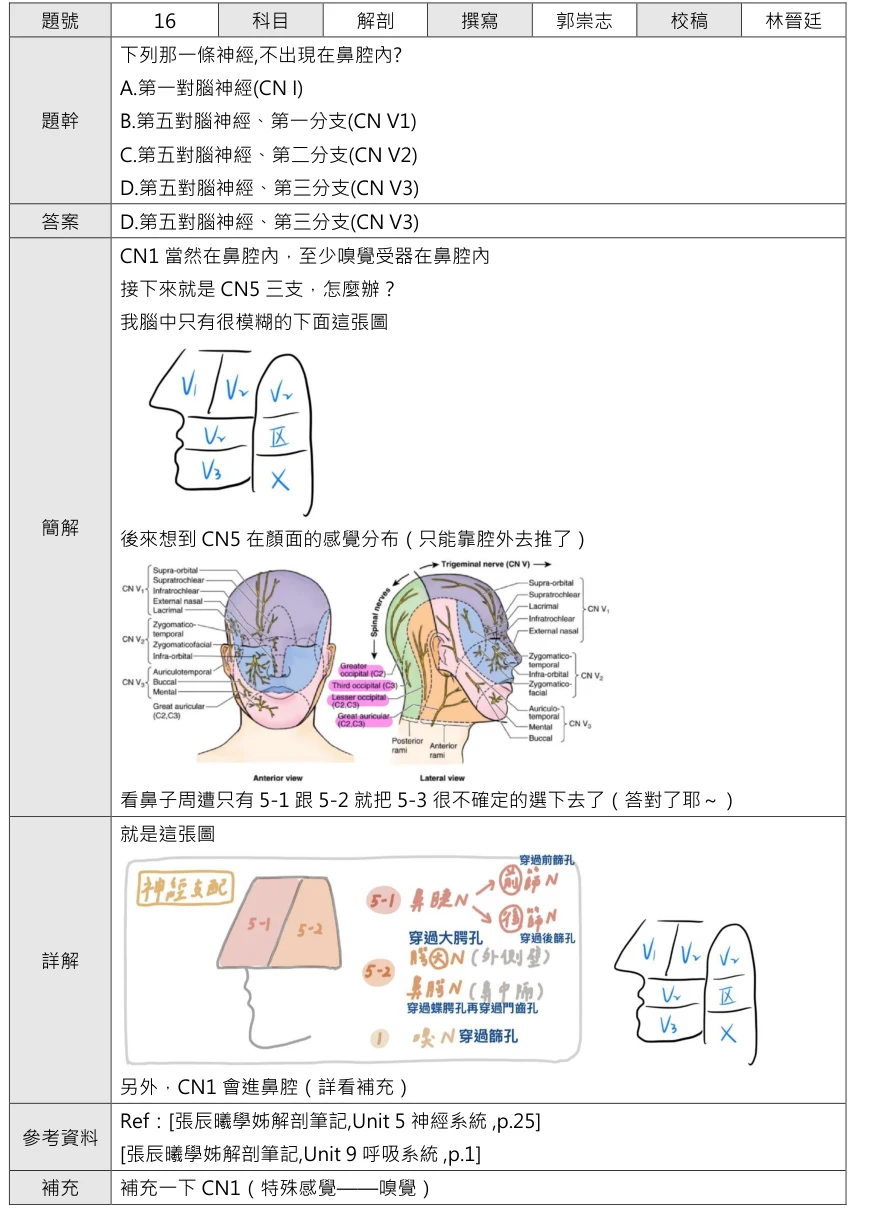 題號 16 科目 解剖 撰寫 郭崇志 校稿 林晉廷
題幹
下列那一條神經,不出現在鼻腔內?
A.第一對腦神經(CN I)
B.第五對腦神經、第一分支(CN V1)
C.第五對腦神經、第二分支(CN V2)
D.第五對腦神經、第三分支(CN V3)
答案 D.第五對腦神經、第三分支(CN V3)
簡解
CN1 當然在鼻腔內，至少嗅覺受器在鼻腔內
接下來就是 CN5 三支，怎麼辦？
我腦中只有很模糊的下面這張圖
V1 V2 V2
V2 区
V3 X
後來想到 CN5 在顏面的感覺分布（只能靠腔外去推了）
CN V1
Supra-orbital
Supratrochlear
Infratrochlear
External nasal
Lacrimal
CN V2
Zygomatico-
temporal
Zygomaticofacial
Infra-orbital
CN V3
Auriculotemporal
Buccal
Mental
Great auricular
(C2,C3)
Anterior view
Trigeminal nerve (CN V)
Spinal nerves
Greater
occipital (C2)
Third occipital (C3)
Lesser occipital
(C2,C3)
Great auricular
(C2,C3)
Posterior
rami
Anterior
rami
Supra-orbital
Supratrochlear
Lacrimal
Infratrochlear
External nasal
CN V1
Zygomatico-
temporal
Infra-orbital
Zygomatico-
facial
CN V2
Auriculo-
temporal
Mental
Buccal
CN V3
Lateral view
看鼻子周遭只有 5-1 跟 5-2 就把 5-3 很不確定的選下去了（答對了耶～）
詳解
就是這張圖
神經支配
5-1 5-2
穿過前篩孔
5-1 鼻睫N
前篩N
後篩N
穿過後篩孔
穿過大腭孔
5-2
腭大N (外側壁)
鼻腭N (鼻中隔)
穿過蝶腭孔再穿過門齒孔
1 嗅N 穿過篩孔
V1 V2 V2
V2 区
V3 X
另外，CN1 會進鼻腔（詳看補充）
參考資料
Ref：[張辰曦學姊解剖筆記,Unit 5 神經系統 ,p.25]
[張辰曦學姊解剖筆記,Unit 9 呼吸系統 ,p.1]
補充 補充一下 CN1（特殊感覺——嗅覺）